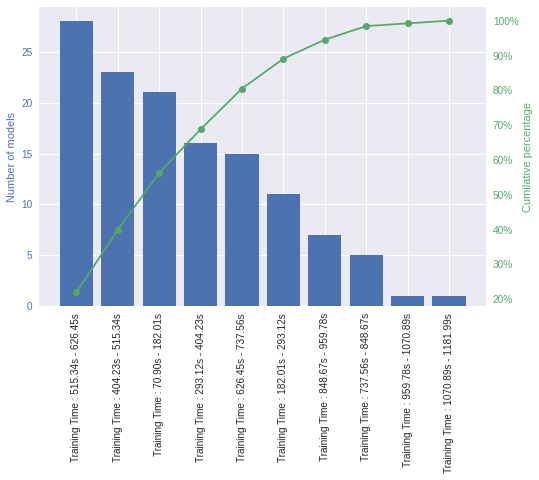 Number of models
25
20
15
10
5
0
100%
90%
80%
70%
60%
50%
40%
30%
20%
Cumilative percentage
Training Time : 515.34s - 626.45s
Training Time : 404.23s - 515.34s
Training Time : 70.90s - 182.01s
Training Time : 293.12s - 404.23s
Training Time : 626.45s - 737.56s
Training Time : 182.01s - 293.12s
Training Time : 848.67s - 959.78s
Training Time : 737.56s - 848.67s
Training Time : 959.78s - 1070.89s
Training Time : 1070.89s - 1181.99s